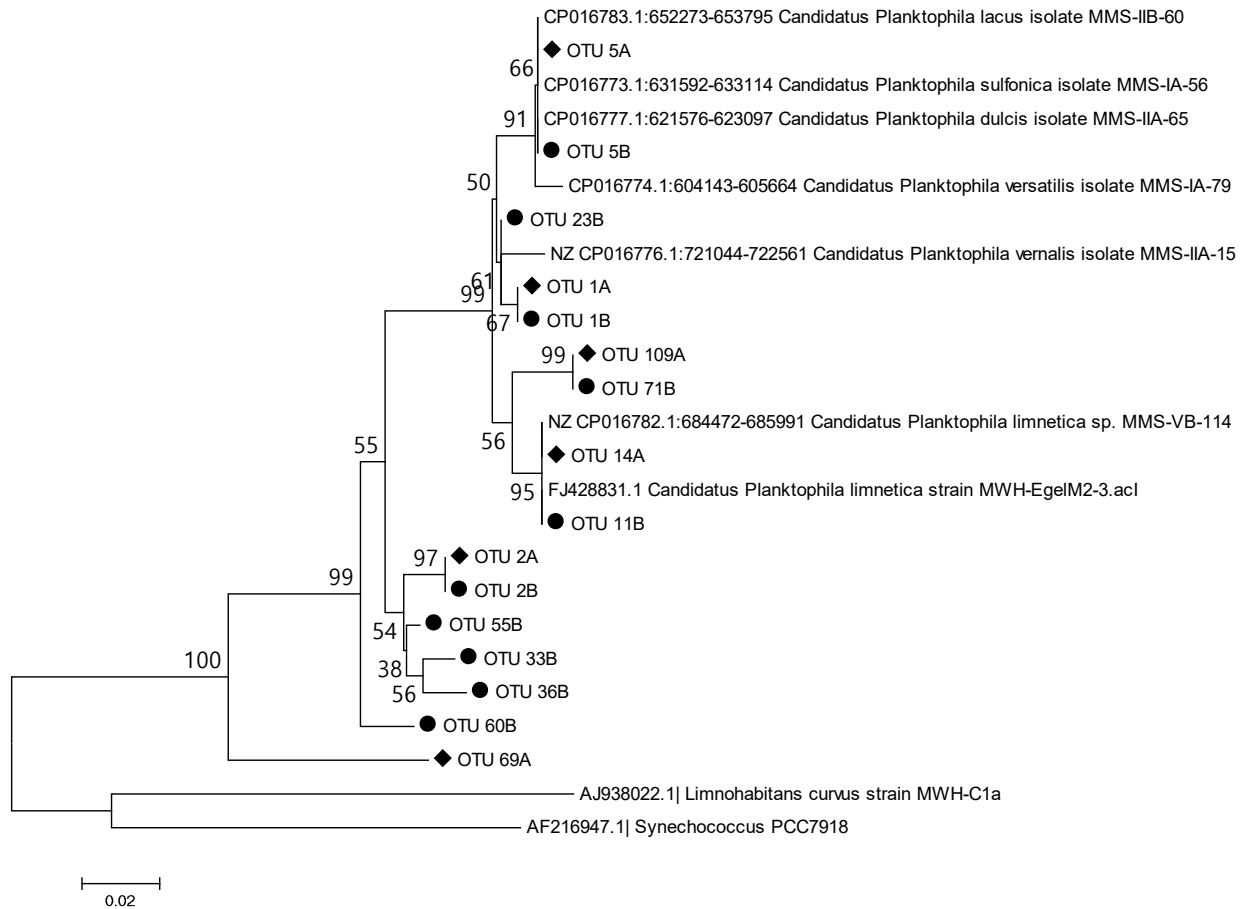 CP016783.1:652273-653795 Candidatus Planktophila lacus isolate MMS-IIB-60
OTU 5A
66
CP016773.1:631592-633114 Candidatus Planktophila sulfonica isolate MMS-IA-56
CP016777.1:621576-623097 Candidatus Planktophila dulcis isolate MMS-IIA-65
91
OTU 5B
50
CP016774.1:604143-605664 Candidatus Planktophila versatilis isolate MMS-IA-79
OTU 23B
NZ CP016776.1:721044-722561 Candidatus Planktophila vernalis isolate MMS-IIA-15
61
99
OTU 1A
67
OTU 1B
99
OTU 109A
OTU 71B
NZ CP016782.1:684472-685991 Candidatus Planktophila limnetica sp. MMS-VB-114
56
55
OTU 14A
95
FJ428831.1 Candidatus Planktophila limnetica strain MWH-EgelM2-3.acI
OTU 11B
97
OTU 2A
99
OTU 2B
54
OTU 55B
100
38
OTU 33B
56
OTU 36B
OTU 60B
OTU 69A
AJ938022.1| Limnohabitans curvus strain MWH-C1a
AF216947.1| Synechococcus PCC7918
0.02